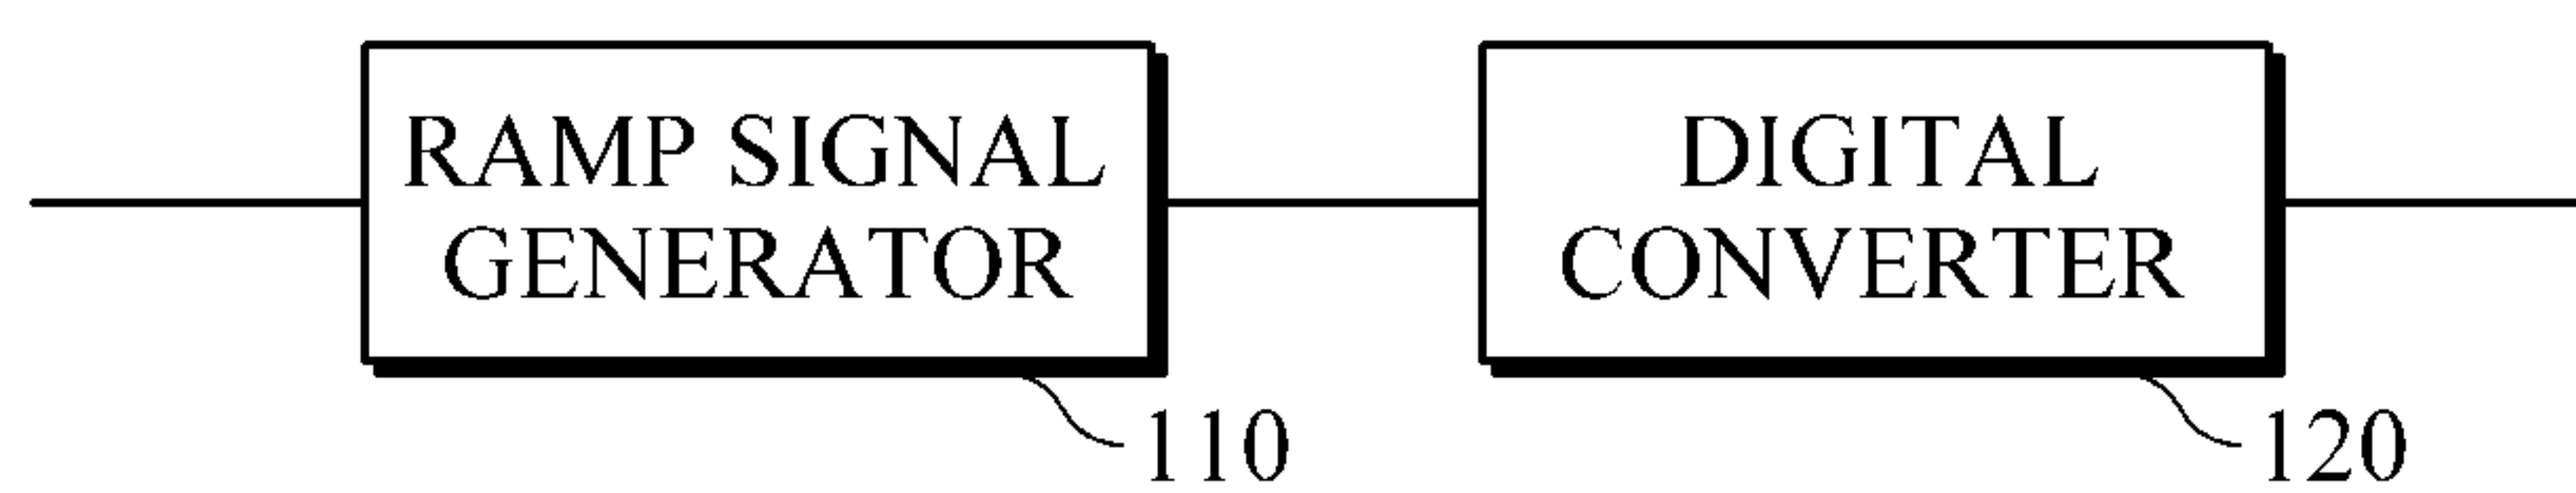 RAMP SIGNAL
GENERATOR
DIGITAL
CONVERTER
110
120